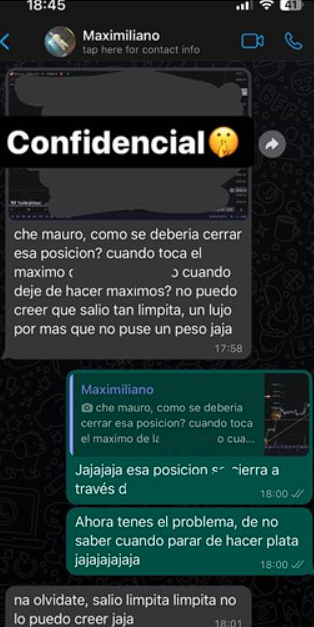 18:45
41
Maximiliano
tap here for contact info
Confidencial🤫
che mauro, como se deberia cerrar
esa posicion? cuando toca el
maximo o cuando
deje de hacer maximos? no puedo
creer que salio tan limpita, un lujo
por mas que no puse un peso jaja
17:58
Maximiliano
📷 che mauro, como se deberia
cerrar esa posicion? cuando toca
el maximo de la o cua...
Jajajaja esa posicion se cierra a
través d
18:00
Ahora tenes el problema, de no
saber cuando parar de hacer plata
jajajajajaja
18:00
na olvidate, salio limpita limpita no
lo puedo creer jaja
18:01